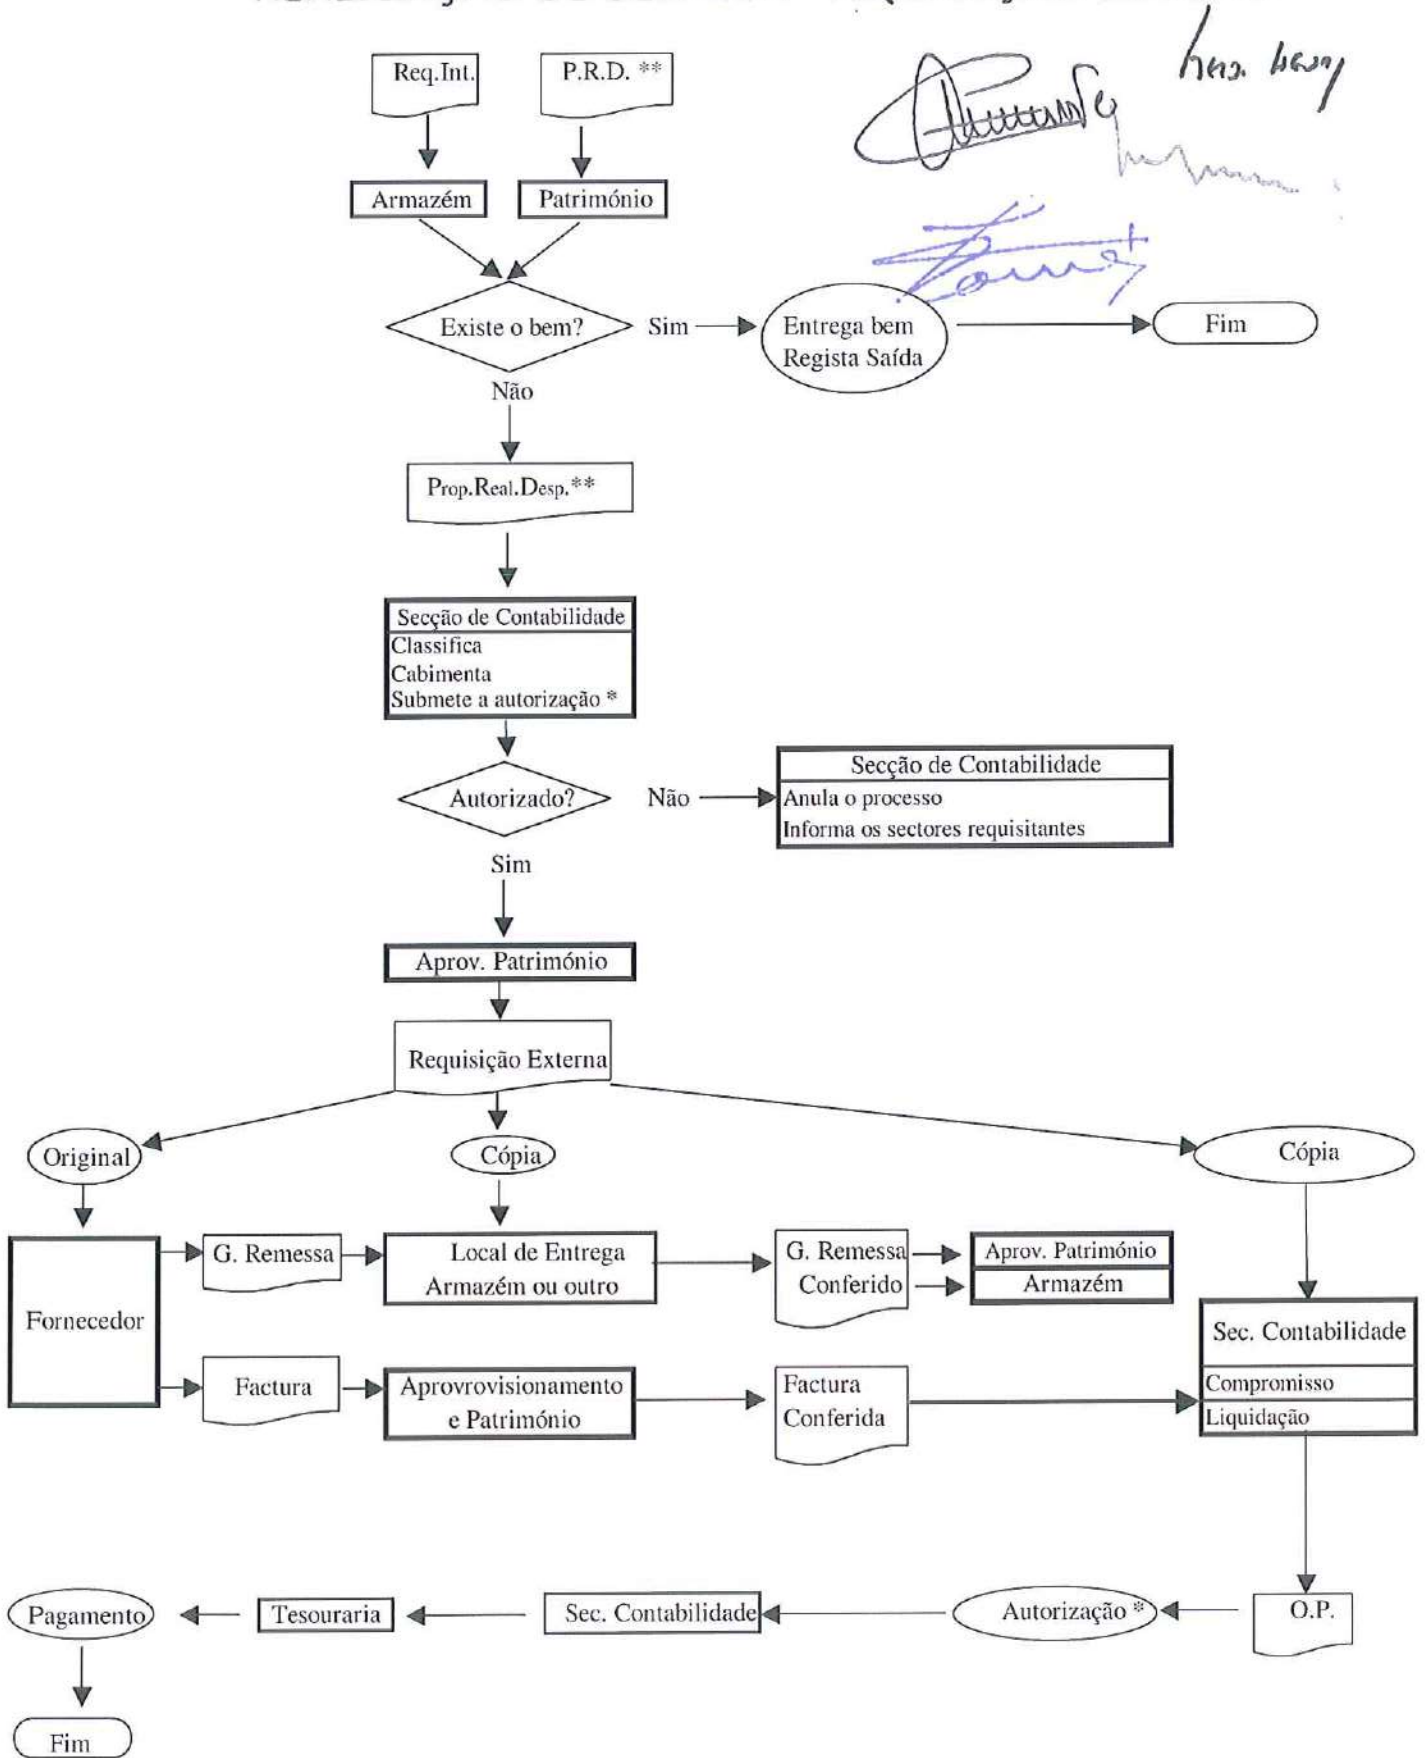 Req.Int.
P.R.D. **
Armazém
Património
Existe o bem?
Sim
Entrega bem
Regista Saída
Fim
Não
Prop.Real.Desp.**
Secção de Contabilidade
Classifica
Cabimenta
Submete a autorização *
Autorizado?
Não
Secção de Contabilidade
Anula o processo
Informa os sectores requisitantes
Sim
Aprov. Património
Requisição Externa
Original
Cópia
Cópia
Fornecedor
G. Remessa
Local de Entrega
Armazém ou outro
G. Remessa
Conferido
Aprov. Património
Armazém
Factura
Aprovrovisionamento
e Património
Factura
Conferida
Sec. Contabilidade
Compromisso
Liquidação
O.P.
Autorização *
Sec. Contabilidade
Tesouraria
Pagamento
Fim